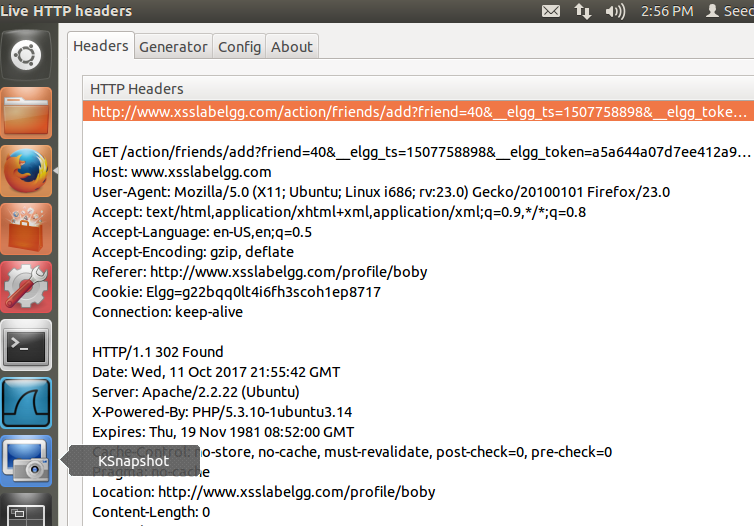 Live HTTP headers
2:56 PM
Seec
Headers
Generator
Config
About
HTTP Headers
http://www.xsslabelgg.com/action/friends/add?friend=40&__elgg_ts=1507758898&__elgg_toke...
GET /action/friends/add?friend=40&__elgg_ts=1507758898&__elgg_token=a5a644a07d7ee412a9...
Host: www.xsslabelgg.com
User-Agent: Mozilla/5.0 (X11; Ubuntu; Linux i686; rv:23.0) Gecko/20100101 Firefox/23.0
Accept: text/html,application/xhtml+xml,application/xml;q=0.9,*/*;q=0.8
Accept-Language: en-US,en;q=0.5
Accept-Encoding: gzip, deflate
Referer: http://www.xsslabelgg.com/profile/boby
Cookie: Elgg=g22bqq0lt4i6fh3scoh1ep8717
Connection: keep-alive
HTTP/1.1 302 Found
Date: Wed, 11 Oct 2017 21:55:42 GMT
Server: Apache/2.2.22 (Ubuntu)
X-Powered-By: PHP/5.3.10-1ubuntu3.14
Expires: Thu, 19 Nov 1981 08:52:00 GMT
Cache-Control: no-store, no-cache, must-revalidate, post-check=0, pre-check=0
KSnapshot
Pragma: no-cache
Location: http://www.xsslabelgg.com/profile/boby
Content-Length: 0